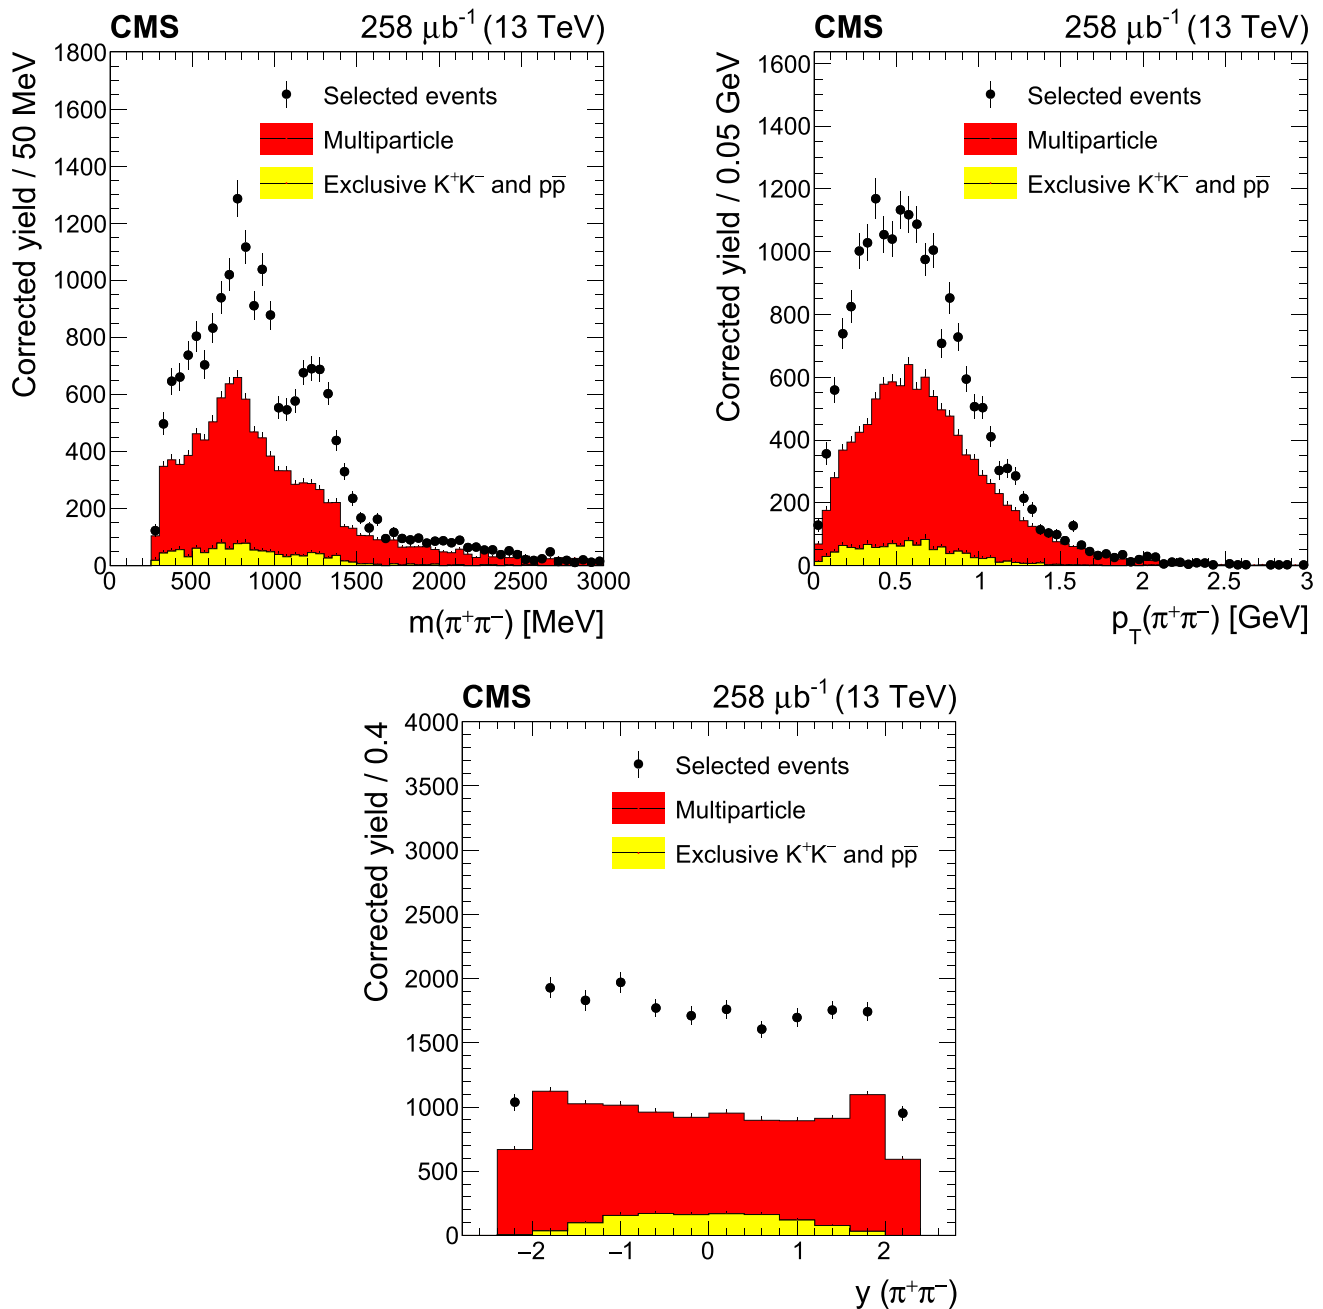 CMS 258 μb⁻¹ (13 TeV)
Corrected yield / 50 MeV
1800
1600
1400
1200
1000
800
600
400
200
0
Selected events
Multiparticle
Exclusive K⁺K⁻ and pp̅
0 500 1000 1500 2000 2500 3000
m(π⁺π⁻) [MeV]
CMS 258 μb⁻¹ (13 TeV)
Corrected yield / 0.05 GeV
1600
1400
1200
1000
800
600
400
200
0
Selected events
Multiparticle
Exclusive K⁺K⁻ and pp̅
0 0.5 1 1.5 2 2.5 3
p_T(π⁺π⁻) [GeV]
CMS 258 μb⁻¹ (13 TeV)
Corrected yield / 0.4
4000
3500
3000
2500
2000
1500
1000
500
0
Selected events
Multiparticle
Exclusive K⁺K⁻ and pp̅
−2 −1 0 1 2
y (π⁺π⁻)